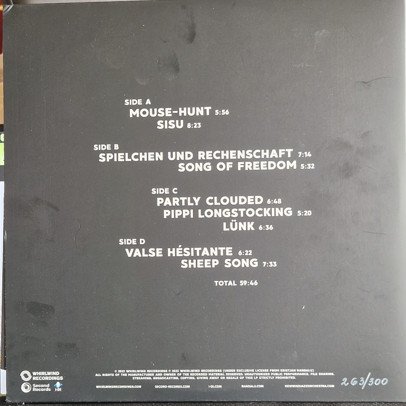 SIDE A
MOUSE-HUNT 5:56
SISU 8:23
SIDE B
SPIELCHEN UND RECHENSCHAFT 7:14
SONG OF FREEDOM 5:32
SIDE C
PARTLY CLOUDED 6:48
PIPPI LONGSTOCKING 5:20
LÜNK 6:36
SIDE D
VALSE HÉSITANTE 6:22
SHEEP SONG 7:33
TOTAL 59:46
WHIRLWIND
RECORDINGS
Second
Records
263/300